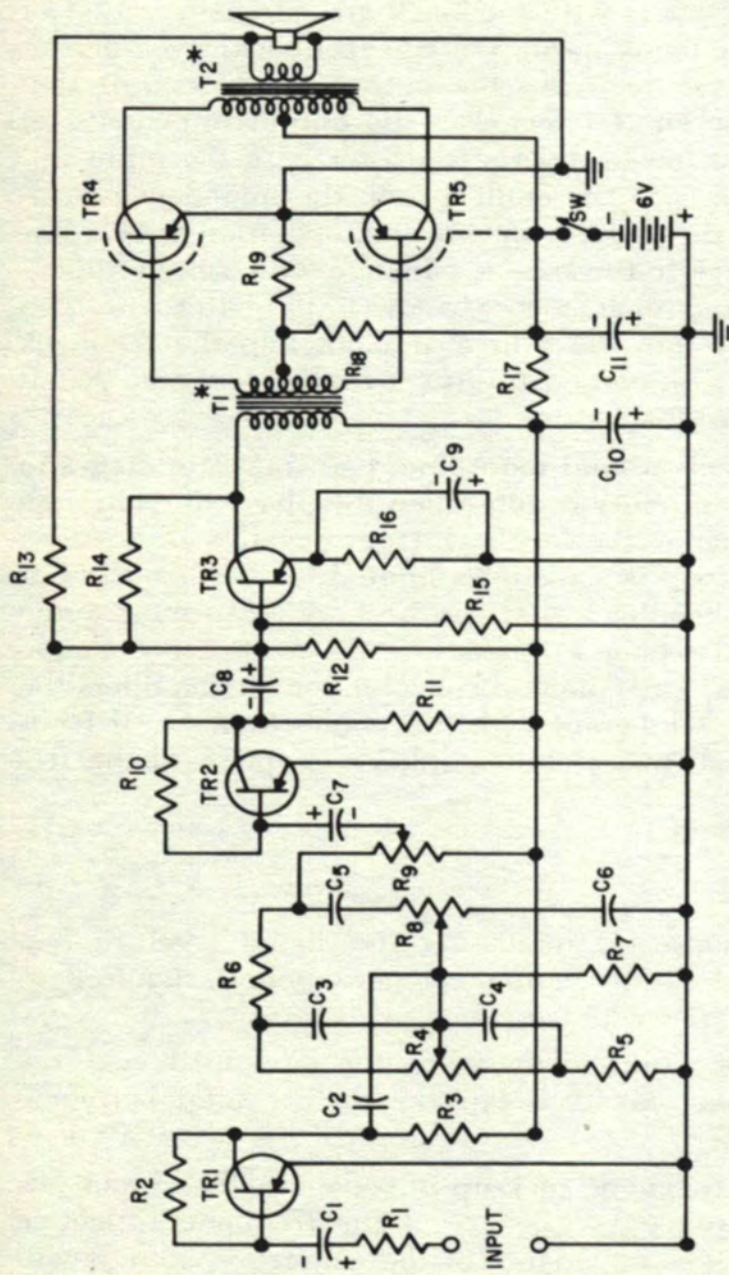 R13
R14
TR4
T2*
R10
R2
R6
TR2
C8
- +
TR3
T1*
R19
TR1
C5
C3
C7
+
-
R12
R18
TR5
C1
-
+
C2
R4
R8
R9
R11
R16
C9
-
+
R3
C4
R15
R1
R17
SW
INPUT
R5
R7
C6
C10
-
+
C11
-
+
6V
-
+